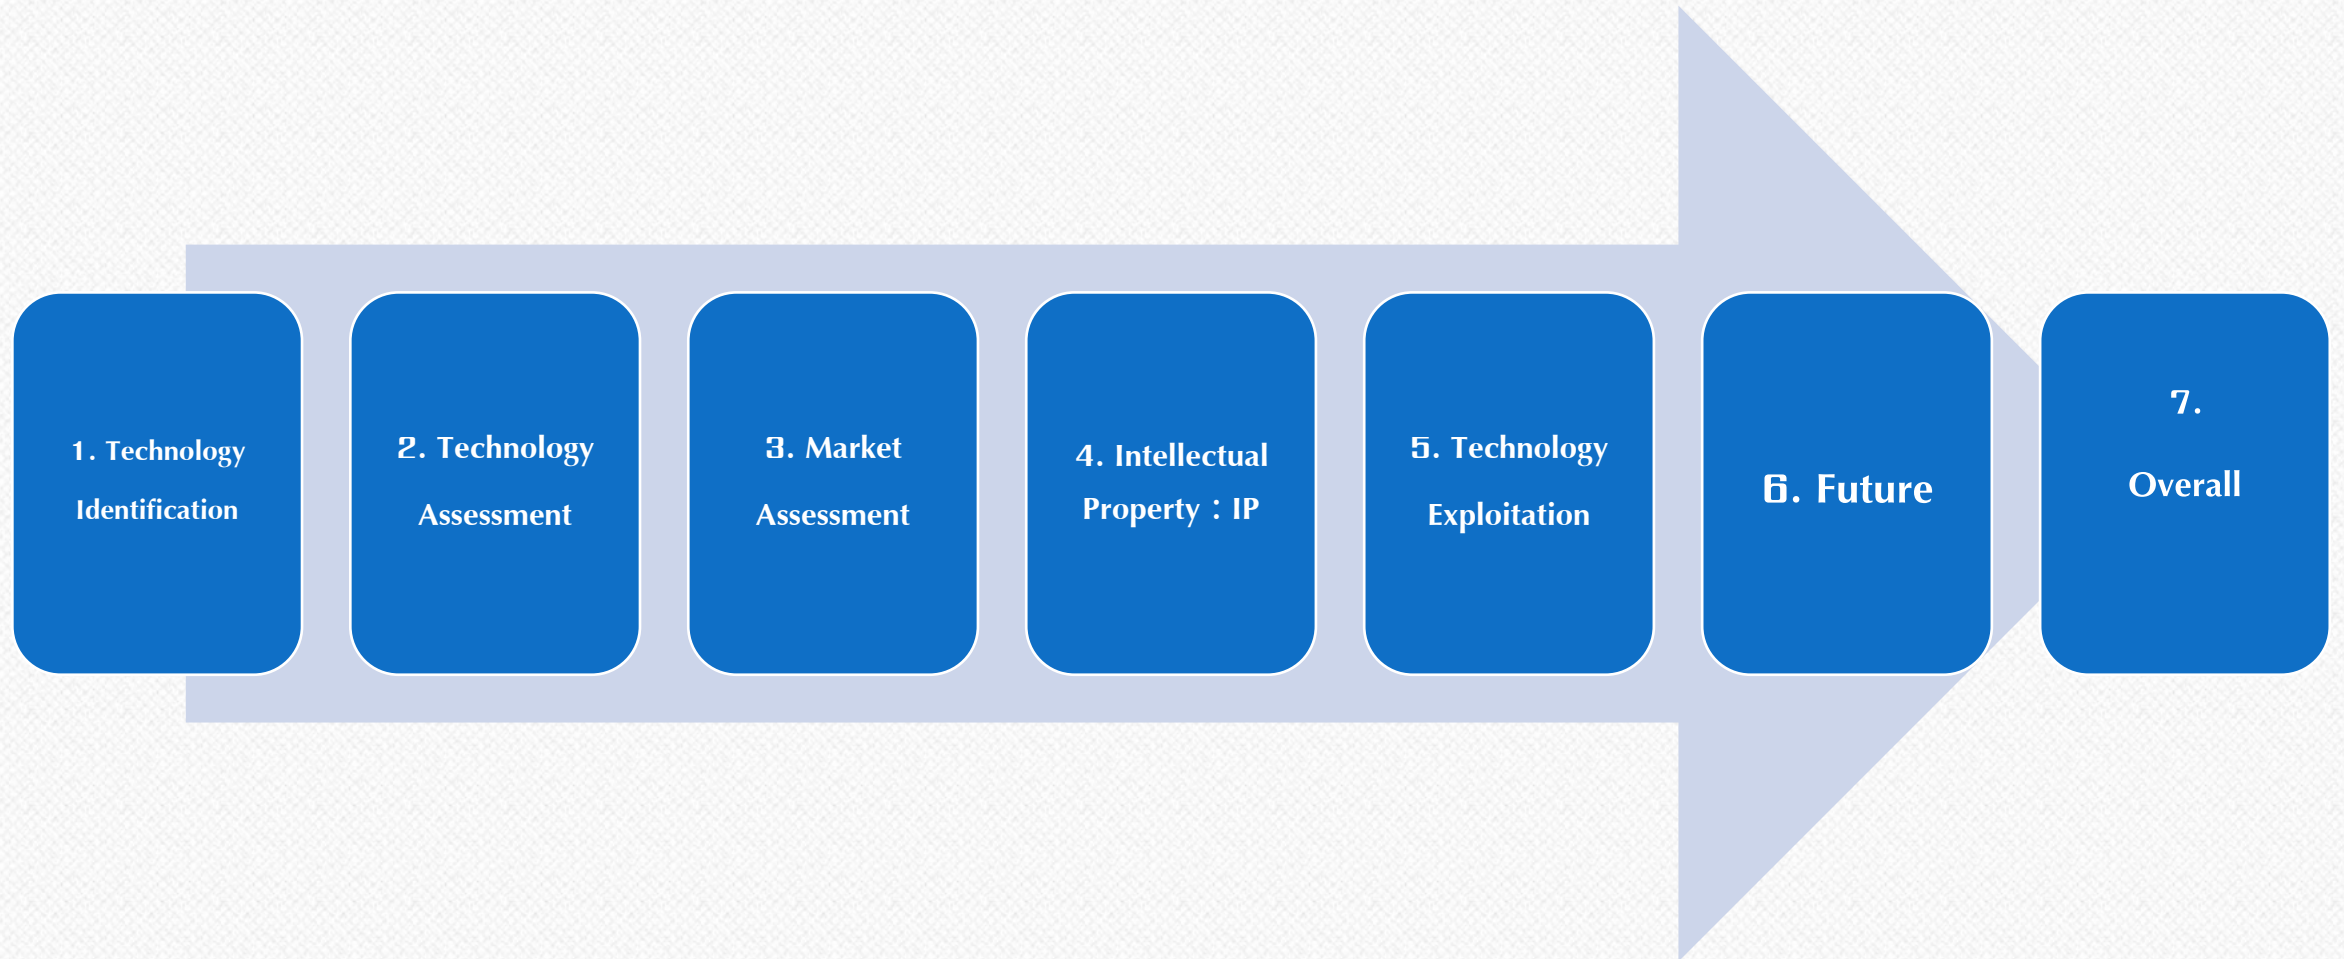 1. Technology
Identification
2. Technology
Assessment
3. Market
Assessment
4. Intellectual
Property : IP
5. Technology
Exploitation
6. Future
7.
Overall